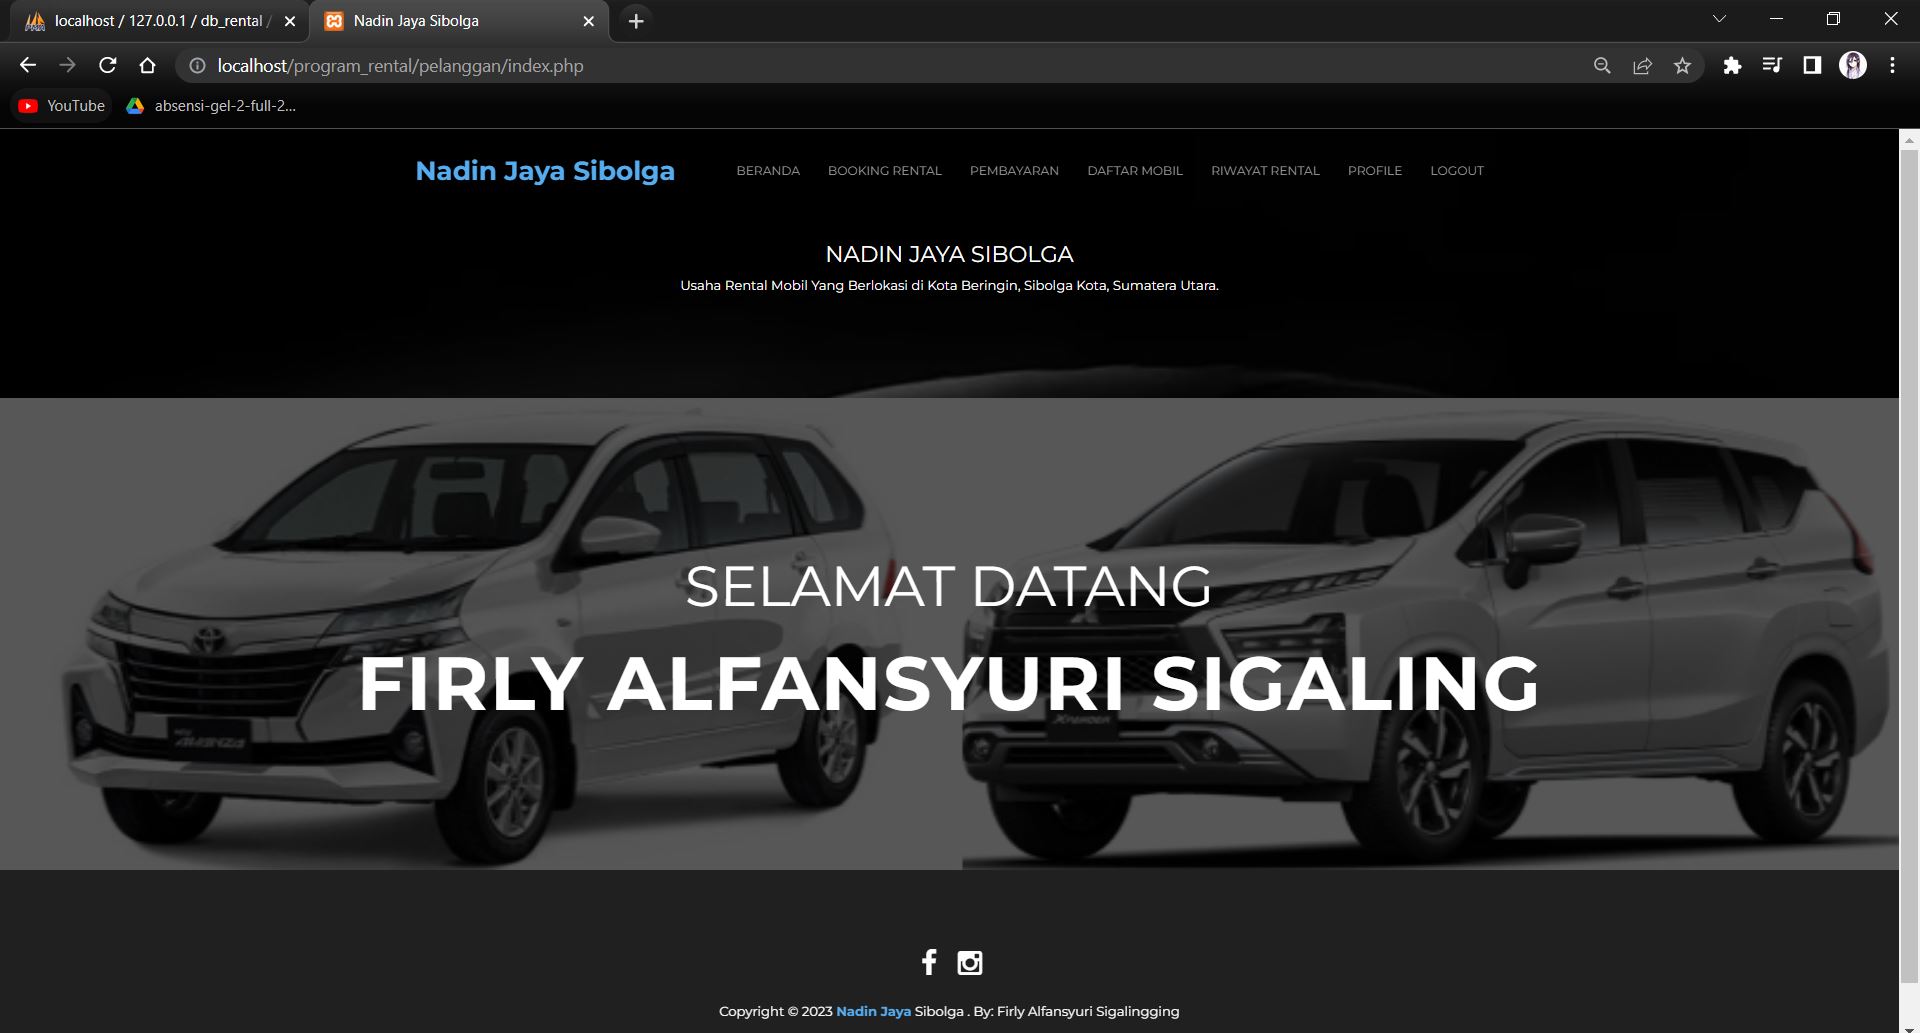 localhost / 127.0.0.1 / db_rental /
Nadin Jaya Sibolga
localhost/program_rental/pelanggan/index.php
YouTube
absensi-gel-2-full-2...
Nadin Jaya Sibolga
BERANDA BOOKING RENTAL PEMBAYARAN DAFTAR MOBIL RIWAYAT RENTAL PROFILE LOGOUT
NADIN JAYA SIBOLGA
Usaha Rental Mobil Yang Berlokasi di Kota Beringin, Sibolga Kota, Sumatera Utara.
SELAMAT DATANG
FIRLY ALFANSYURI SIGALING
XPANDER
AVANZA
Copyright © 2023 Nadin Jaya Sibolga . By: Firly Alfansyuri Sigalingging